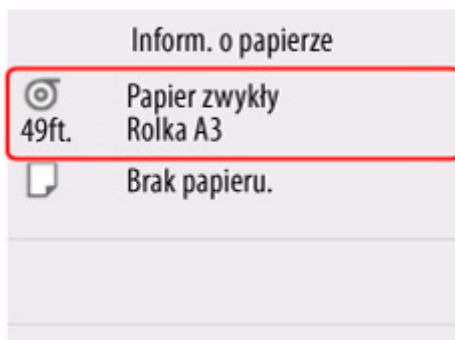 Inform. o papierze
Papier zwykły
49ft. Rolka A3
Brak papieru.